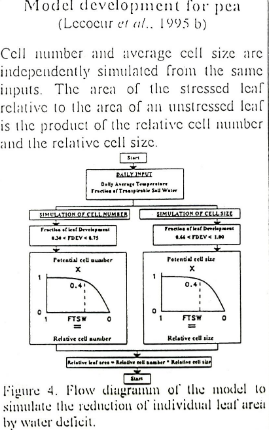 Model development for pea
(Lecoeur et al., 1995 b)
Cell number and average cell size are
independently simulated from the same
inputs. The area of the stressed leaf
relative to the area of an unstressed leaf
is the product of the relative cell number
and the relative cell size.
Start
DAILY INPUT
Daily Average Temperature
Fraction of Transpirable Soil Water
SIMULATION OF CELL NUMBER
SIMULATION OF CELL SIZE
Fraction of leaf Development
0.30 < FDEV < 0.75
Fraction of leaf Development
0.66 < FDEV < 1.00
Potential cell number
X
1
0.4
0
1 FTSW 0
=
Relative cell number
Potential cell size
X
1
0.4
0
1 FTSW 0
=
Relative cell size
Relative leaf area = Relative cell number * Relative cell size
Start
Figure 4. Flow diagramm of the model to
simulate the reduction of individual leaf area
by water deficit.